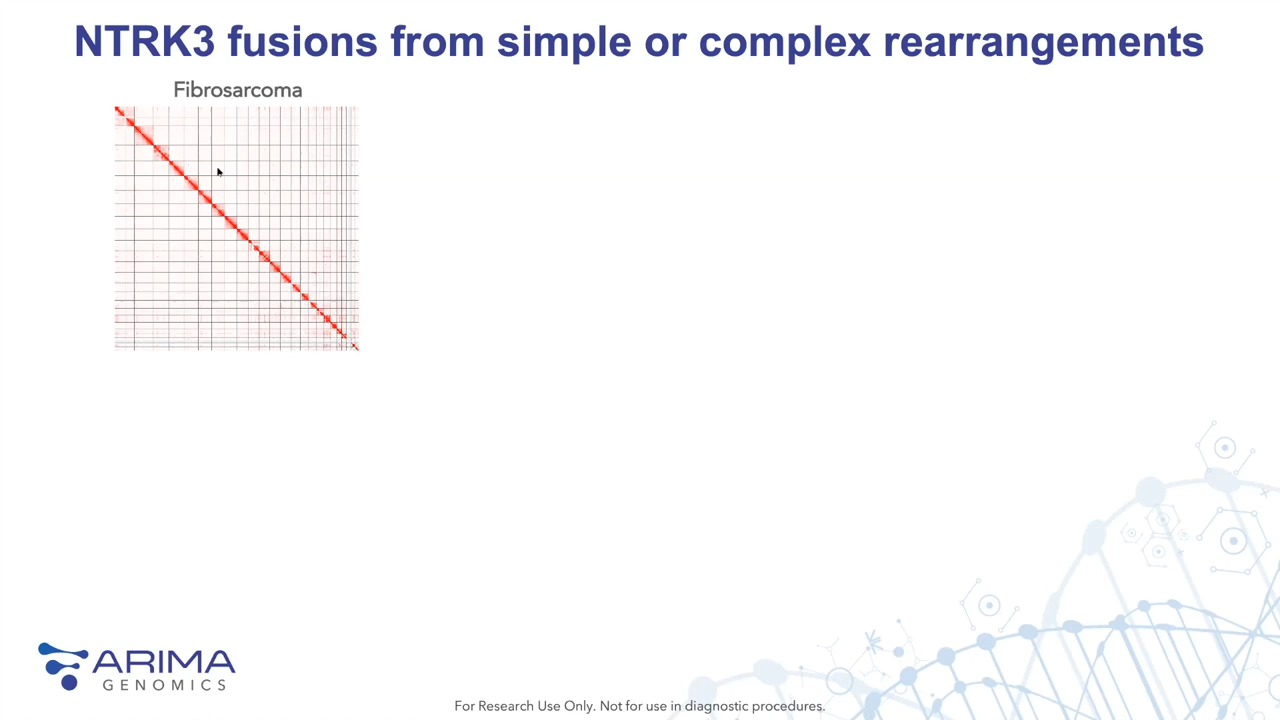 NTRK3 fusions from simple or complex rearrangements
Fibrosarcoma
ARIMA
GENOMICS
For Research Use Only. Not for use in diagnostic procedures.